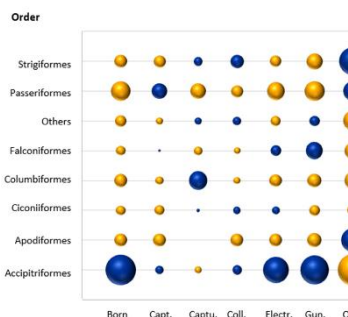 Order
Strigiformes
Passeriformes
Others
Falconiformes
Columbiformes
Ciconiiformes
Apodiformes
Accipitriformes
Born Capt. Captu. Coll. Electr. Gun.